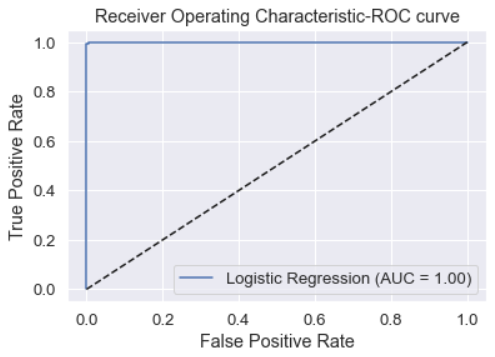 Receiver Operating Characteristic-ROC curve
True Positive Rate
1.0
0.8
0.6
0.4
0.2
0.0
Logistic Regression (AUC = 1.00)
0.0 0.2 0.4 0.6 0.8 1.0
False Positive Rate